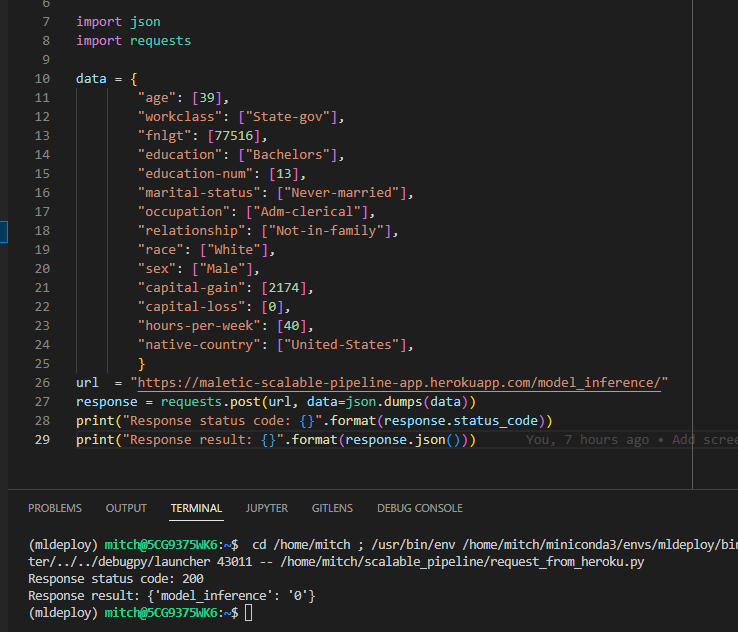 6
7 import json
8 import requests
9
10 data = {
11 "age": [39],
12 "workclass": ["State-gov"],
13 "fnlgt": [77516],
14 "education": ["Bachelors"],
15 "education-num": [13],
16 "marital-status": ["Never-married"],
17 "occupation": ["Adm-clerical"],
18 "relationship": ["Not-in-family"],
19 "race": ["White"],
20 "sex": ["Male"],
21 "capital-gain": [2174],
22 "capital-loss": [0],
23 "hours-per-week": [40],
24 "native-country": ["United-States"],
25 }
26 url = "https://maletic-scalable-pipeline-app.herokuapp.com/model_inference/"
27 response = requests.post(url, data=json.dumps(data))
28 print("Response status code: {}".format(response.status_code))
29 print("Response result: {}".format(response.json())) You, 7 hours ago • Add scree
PROBLEMS OUTPUT TERMINAL JUPYTER GITLENS DEBUG CONSOLE
(mldeploy) mitch@5CG9375WK6:~$ cd /home/mitch ; /usr/bin/env /home/mitch/miniconda3/envs/mldeploy/bin
ter/../../debugpy/launcher 43011 -- /home/mitch/scalable_pipeline/request_from_heroku.py
Response status code: 200
Response result: {'model_inference': '0'}
(mldeploy) mitch@5CG9375WK6:~$